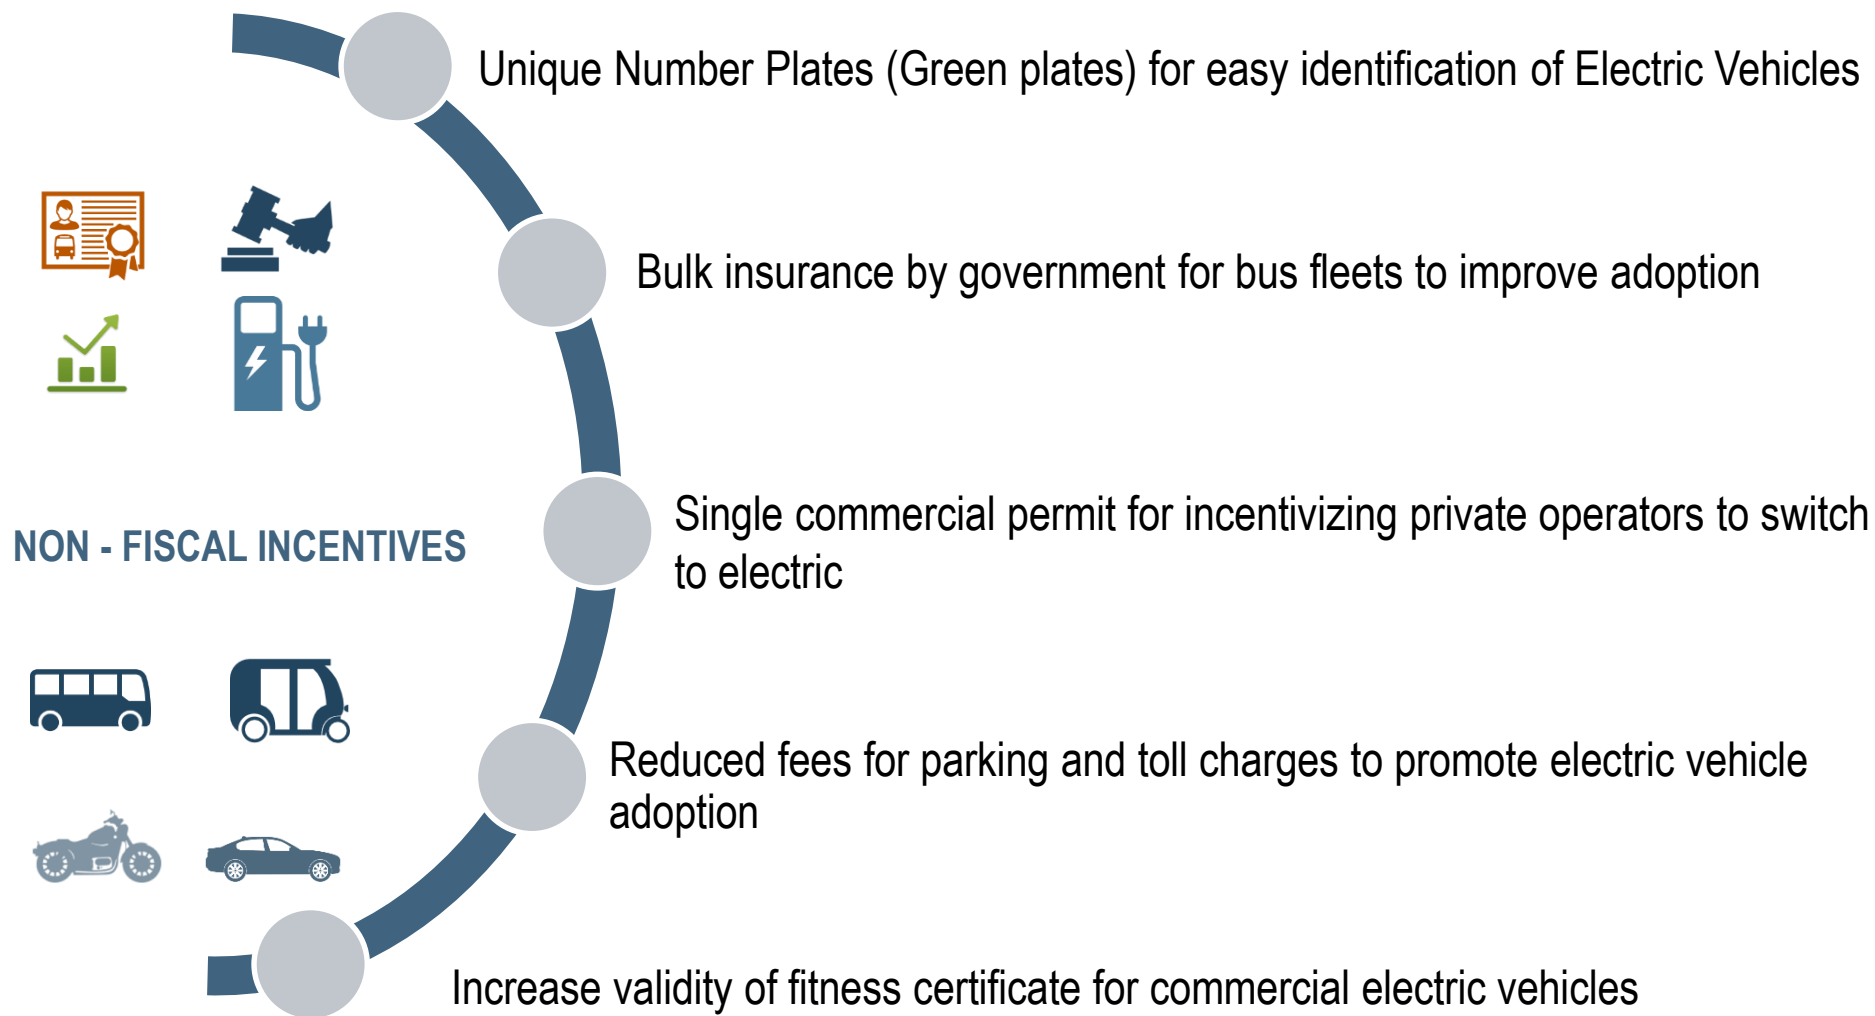 Unique Number Plates (Green plates) for easy identification of Electric Vehicles
Bulk insurance by government for bus fleets to improve adoption
Single commercial permit for incentivizing private operators to switch
to electric
NON - FISCAL INCENTIVES
Reduced fees for parking and toll charges to promote electric vehicle
adoption
Increase validity of fitness certificate for commercial electric vehicles